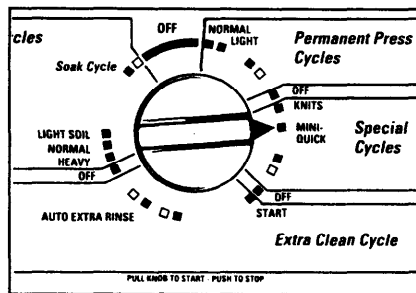 cles
OFF
NORMAL
LIGHT
Permanent Press
Cycles
Soak Cycle
OFF
KNITS
MINI-
QUICK
Special
Cycles
LIGHT SOIL
NORMAL
HEAVY
OFF
OFF
START
AUTO EXTRA RINSE
Extra Clean Cycle
PULL KNOB TO START - PUSH TO STOP